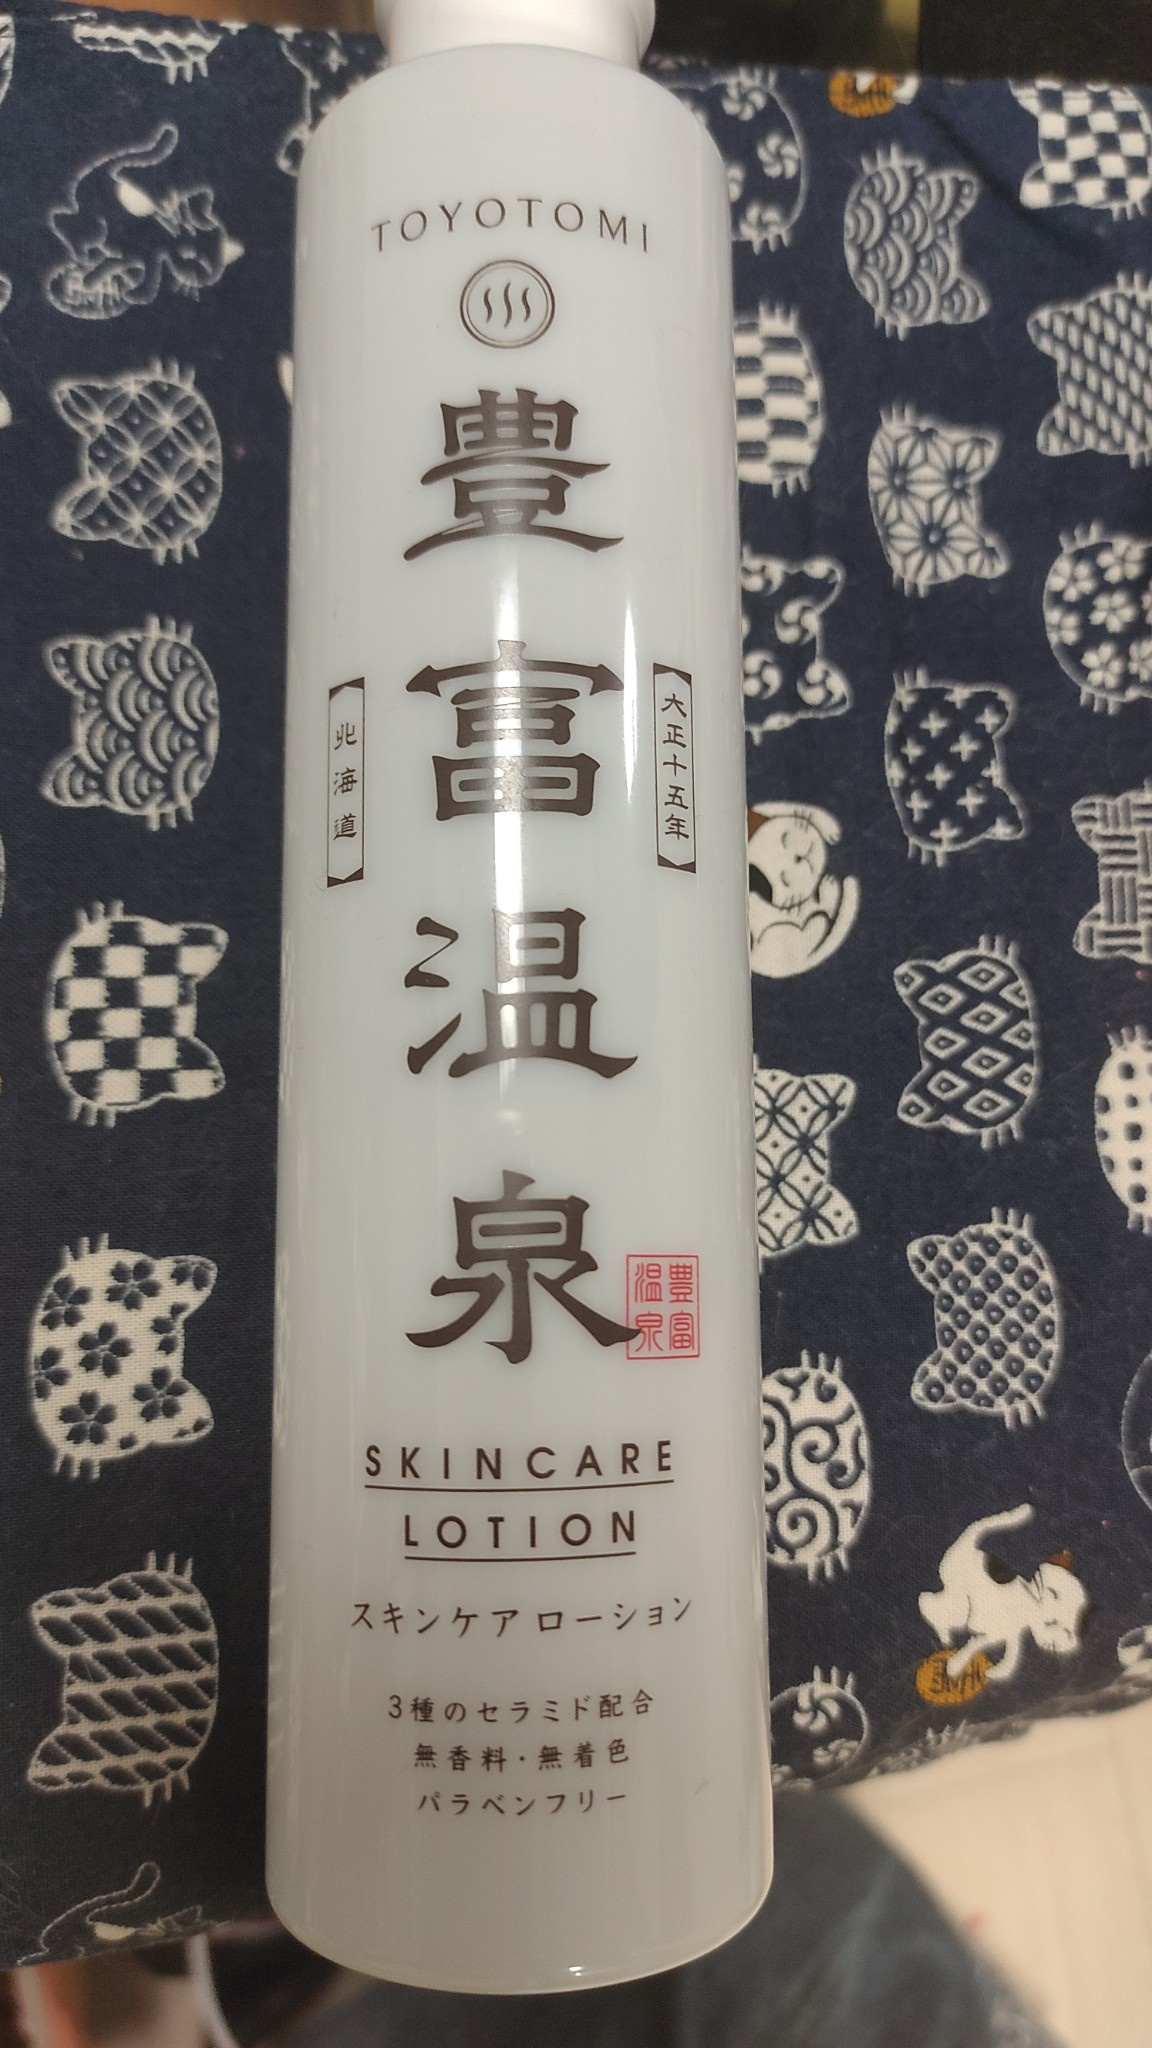 TOYOTOMI
豊富温泉
大正十五年
北海道
豊富
温泉
SKINCARE
LOTION
スキンケアローション
3種のセラミド配合
無香料・無着色
パラベンフリー